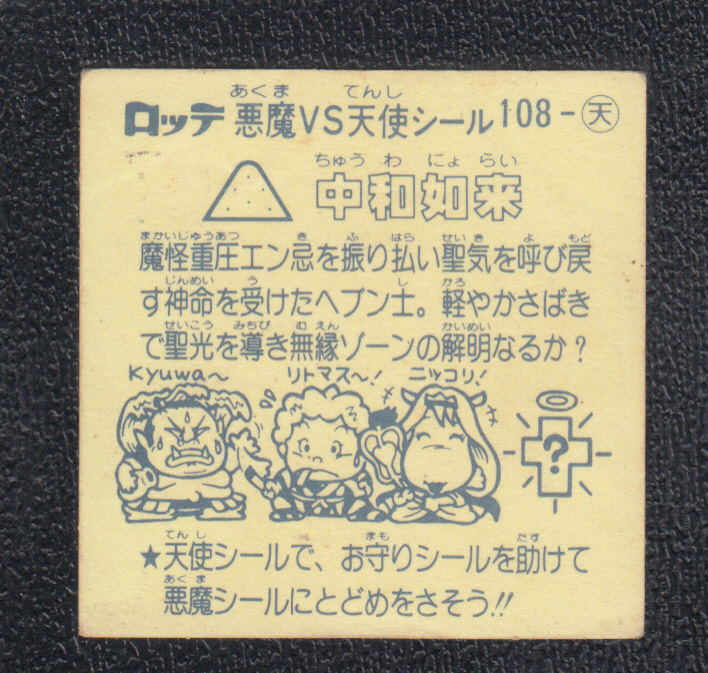 あくま てんし
ロッテ 悪魔VS天使シール 108-天
ちゅう わ にょ らい
中和如来
まかいじゅうあつ き ふ はら せいき よ もど
魔怪重圧エン忌を振り払い聖気を呼び戻
じんめい う し かろ
す神命を受けたヘブン士。軽やかさばき
せいこう みちび むえん かいめい
で聖光を導き無縁ゾーンの解明なるか?
Kyuwa〜 リトマス〜! ニッコリ!
?
てんし まも たす
★天使シールで、お守りシールを助けて
あくま
悪魔シールにとどめをさそう!!